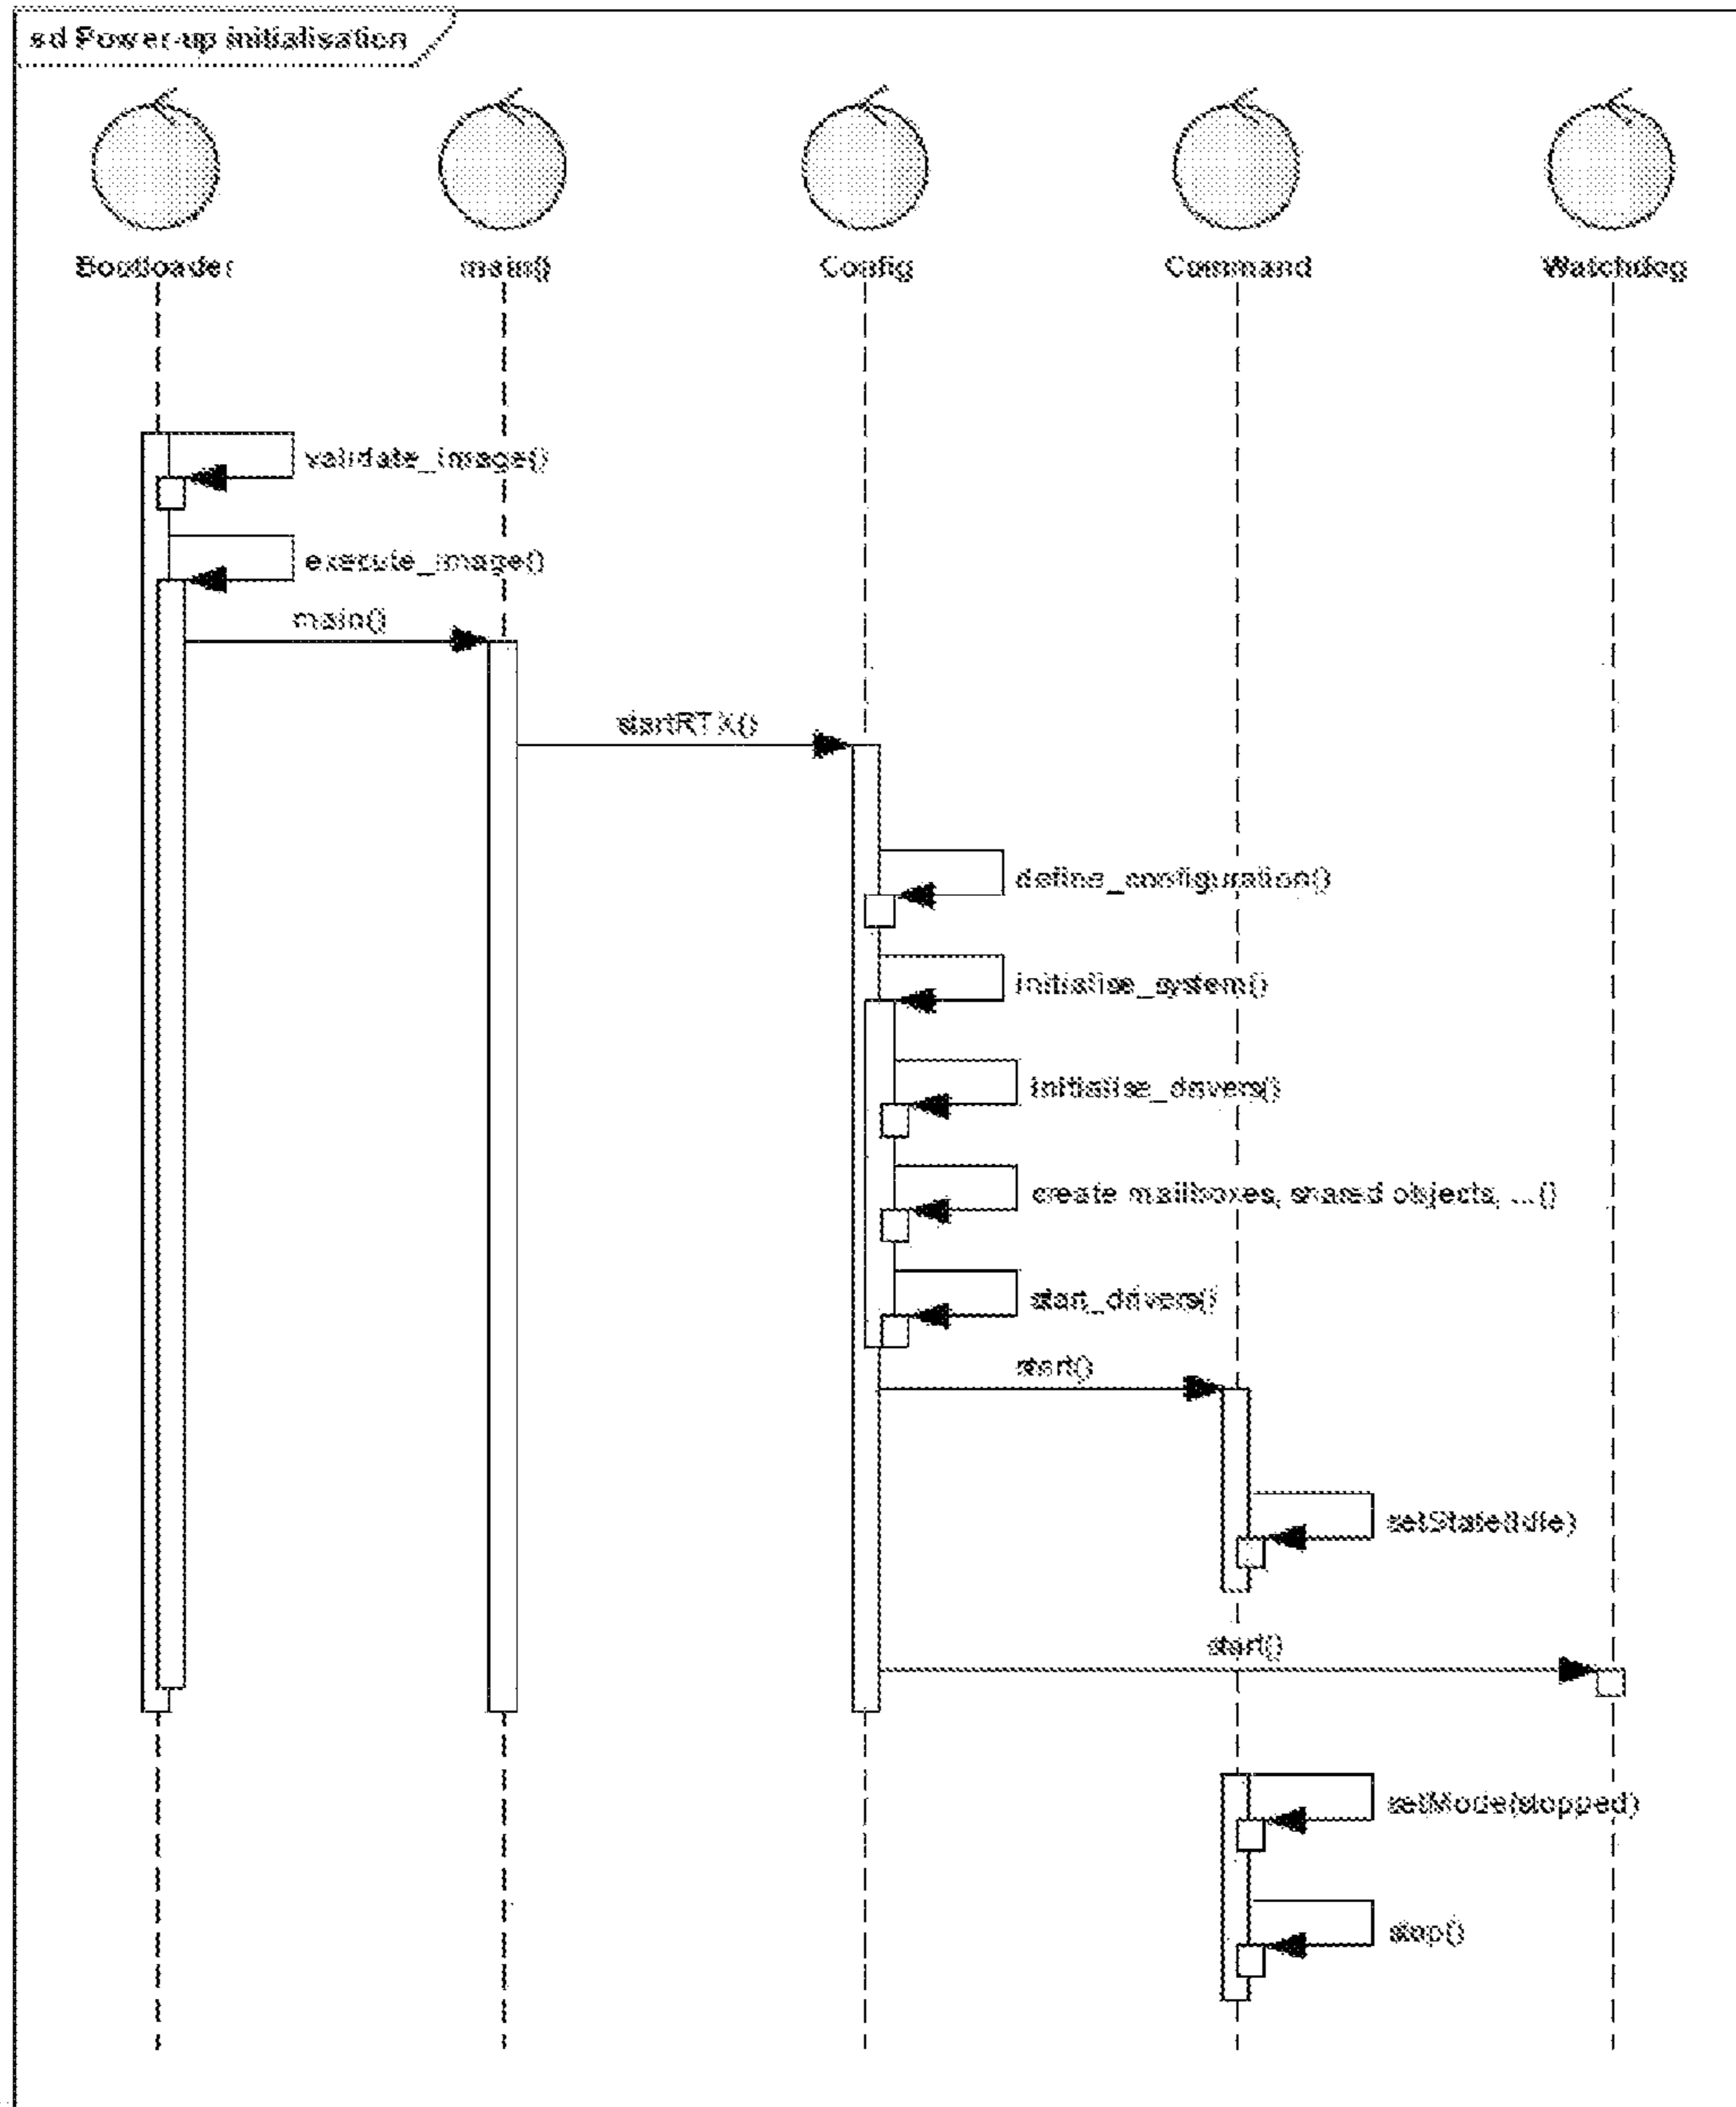 sd Power-up initialisation
Bootloader
main()
Config
Command
Watchdog
validate_image()
execute_image()
main()
startRTX()
define_configuration()
initialise_system()
initialise_drivers()
create mailboxes, shared objects, ...()
start_drivers()
start()
setState(Idle)
start()
setMode(stopped)
stop()